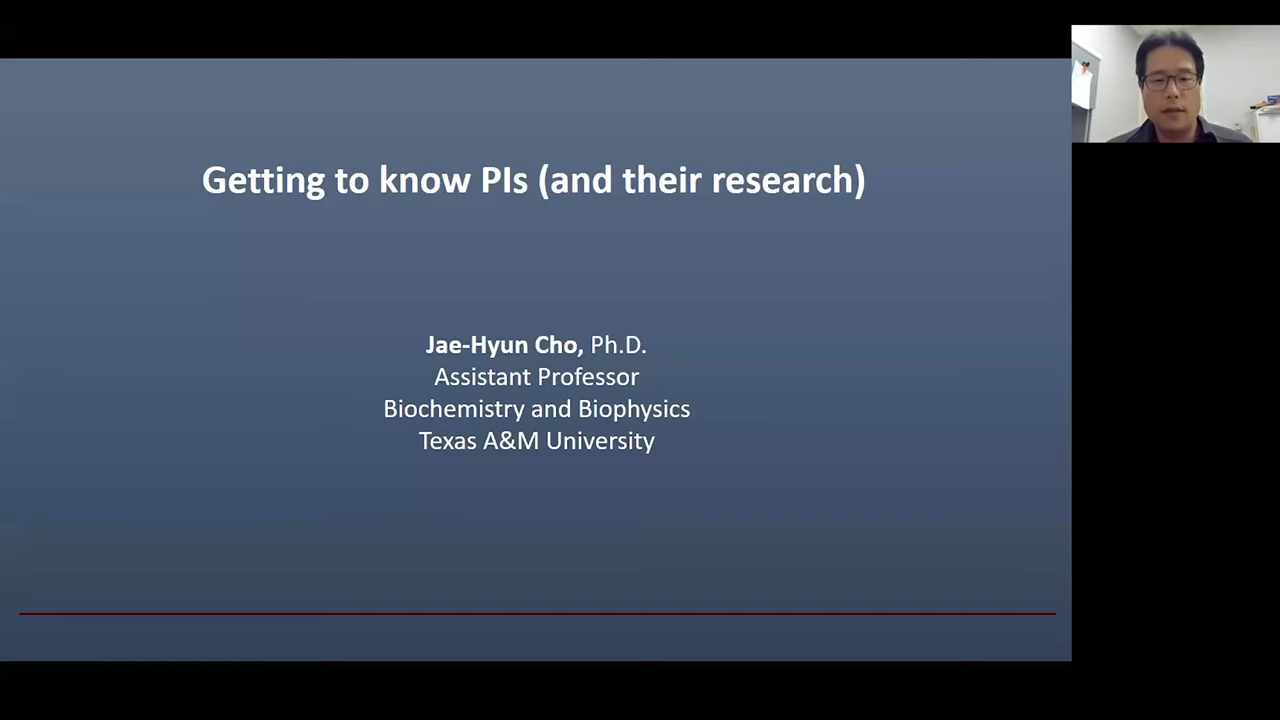 Getting to know PIs (and their research)
Jae-Hyun Cho, Ph.D.
Assistant Professor
Biochemistry and Biophysics
Texas A&M University